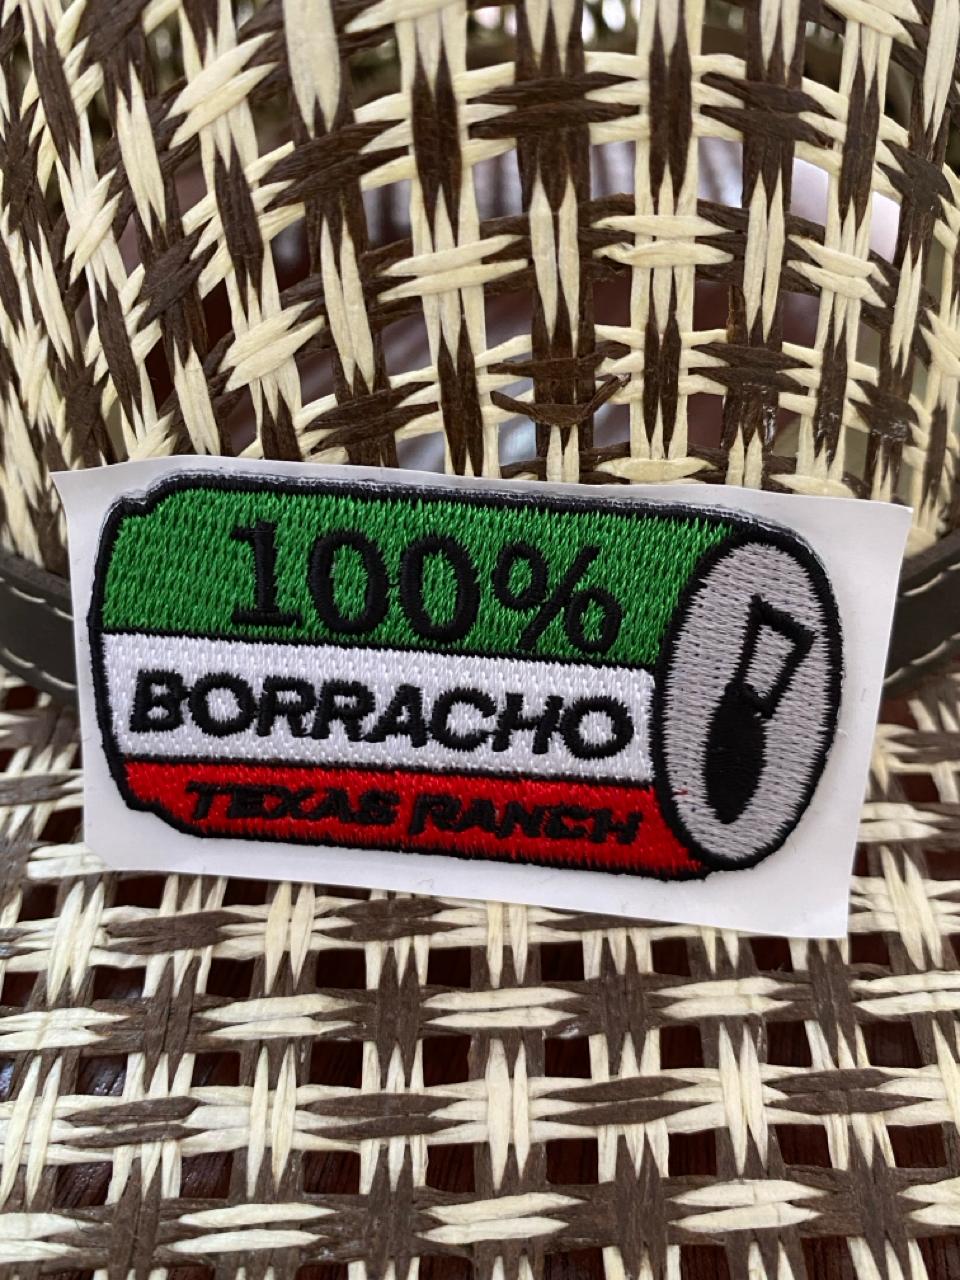 100%
BORRACHO
TEXAS RANCH